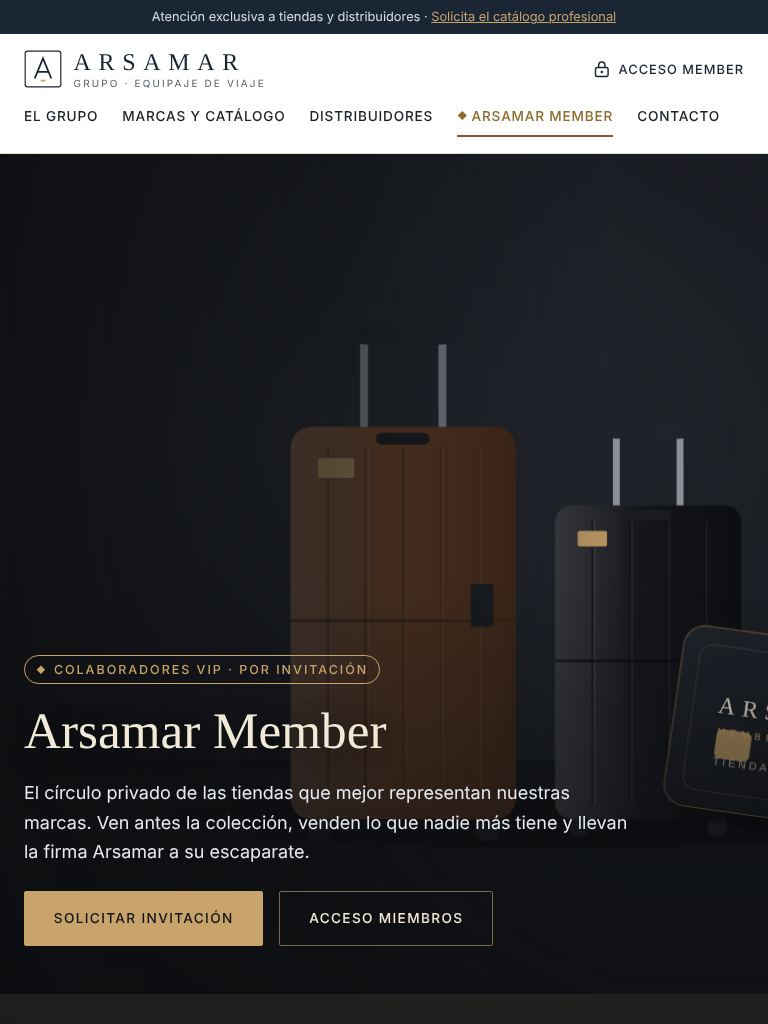 Atención exclusiva a tiendas y distribuidores · Solicita el catálogo profesional
ARSAMAR
GRUPO · EQUIPAJE DE VIAJE
ACCESO MEMBER
EL GRUPO
MARCAS Y CATÁLOGO
DISTRIBUIDORES
◆ ARSAMAR MEMBER
CONTACTO
◆ COLABORADORES VIP · POR INVITACIÓN
Arsamar Member
El círculo privado de las tiendas que mejor representan nuestras
marcas. Ven antes la colección, venden lo que nadie más tiene y llevan
la firma Arsamar a su escaparate.
SOLICITAR INVITACIÓN
ACCESO MIEMBROS
ARS
TIENDA